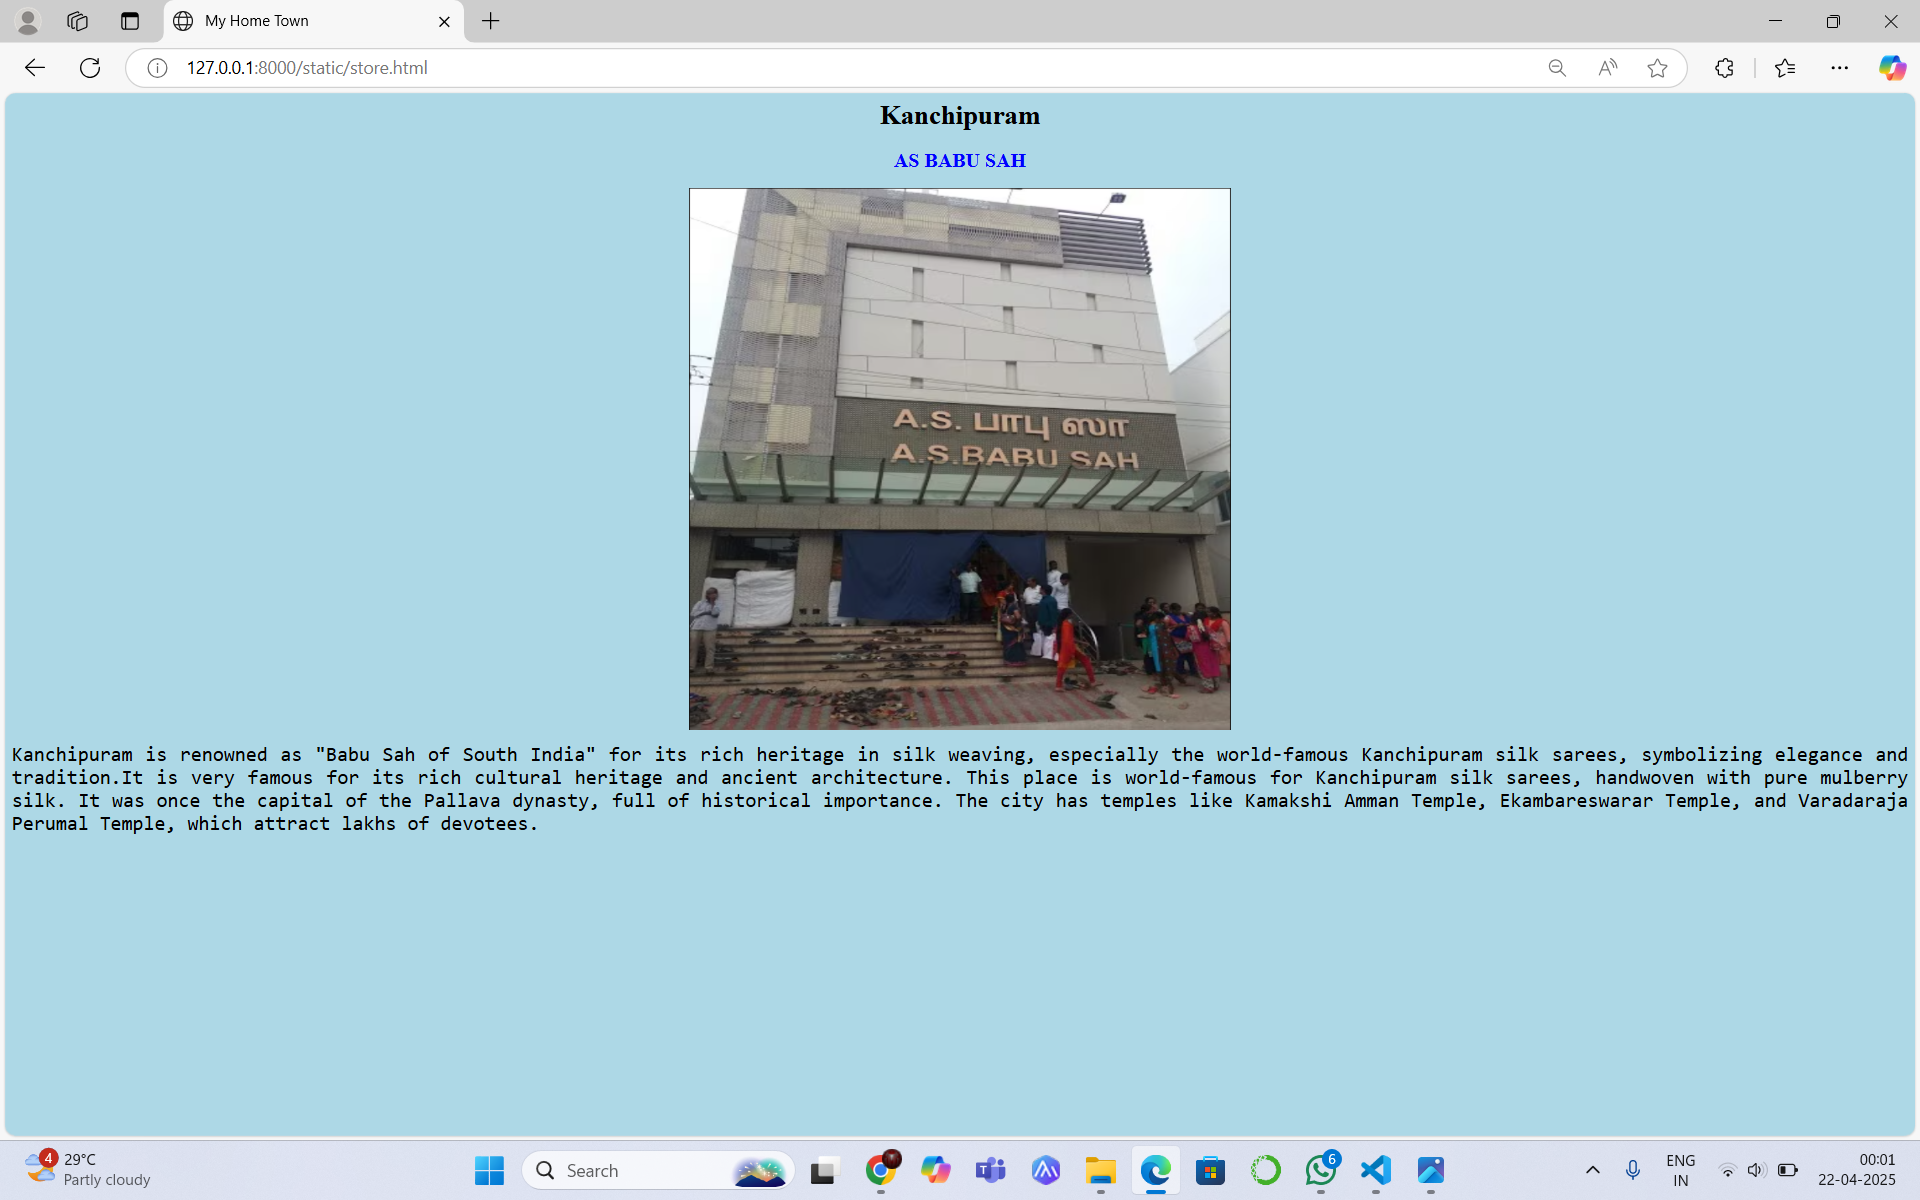 My Home Town
127.0.0.1:8000/static/store.html
Kanchipuram
AS BABU SAH
A.S. பாபு ஸா
A.S.BABU SAH
Kanchipuram is renowned as "Babu Sah of South India" for its rich heritage in silk weaving, especially the world-famous Kanchipuram silk sarees, symbolizing elegance and
tradition.It is very famous for its rich cultural heritage and ancient architecture. This place is world-famous for Kanchipuram silk sarees, handwoven with pure mulberry
silk. It was once the capital of the Pallava dynasty, full of historical importance. The city has temples like Kamakshi Amman Temple, Ekambareswarar Temple, and Varadaraja
Perumal Temple, which attract lakhs of devotees.
4
29°C
Partly cloudy
Search
6
ENG
IN
00:01
22-04-2025